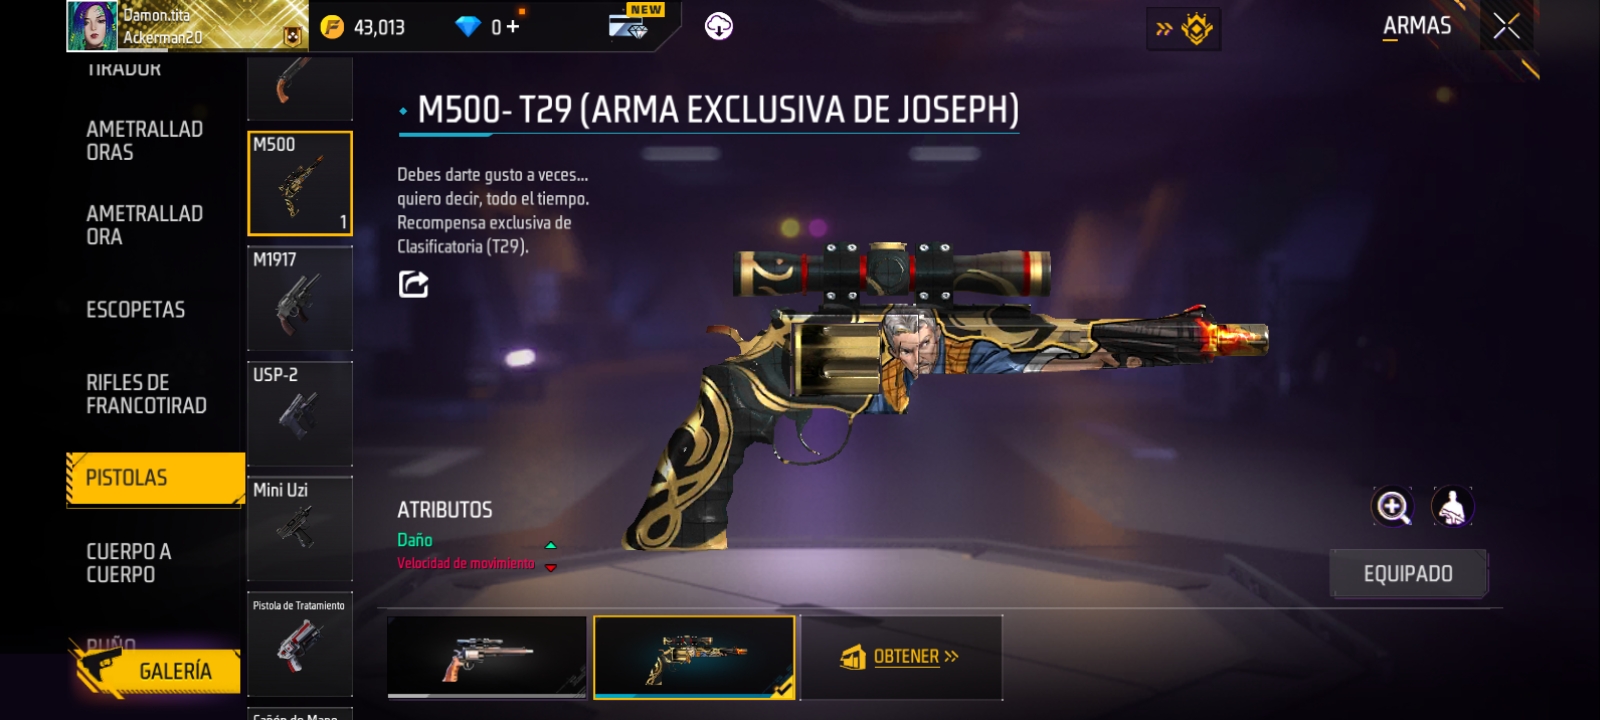 Damon.tita
Ackerman20
43,013
0 +
NEW
ARMAS
TIRADOR
AMETRALLAD
ORAS
AMETRALLAD
ORA
ESCOPETAS
RIFLES DE
FRANCOTIRAD
PISTOLAS
CUERPO A
CUERPO
PUÑO
GALERÍA
M500
1
M1917
USP-2
Mini Uzi
Pistola de Tratamiento
Cañón de Mano
M500- T29 (ARMA EXCLUSIVA DE JOSEPH)
Debes darte gusto a veces...
quiero decir, todo el tiempo.
Recompensa exclusiva de
Clasificatoria (T29).
ATRIBUTOS
Daño
Velocidad de movimiento
EQUIPADO
OBTENER >>